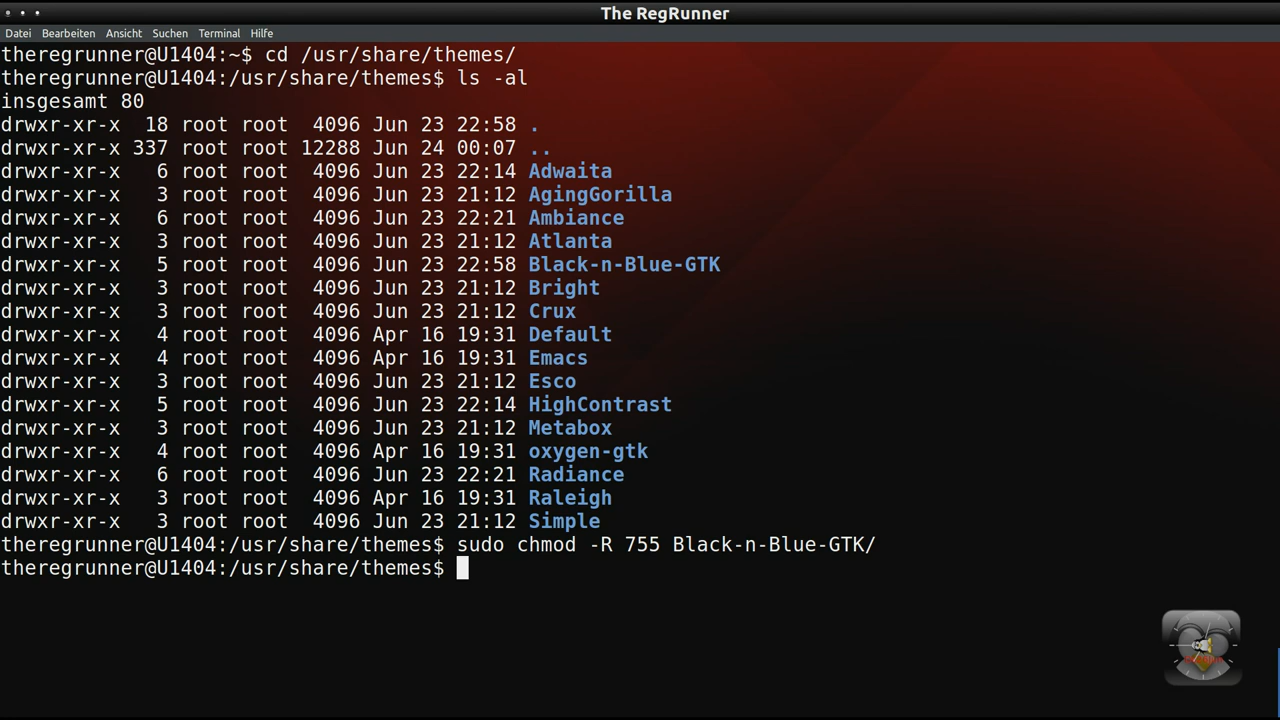 The RegRunner
Datei Bearbeiten Ansicht Suchen Terminal Hilfe
theregrunner@U1404:~$ cd /usr/share/themes/
theregrunner@U1404:/usr/share/themes$ ls -al
insgesamt 80
drwxr-xr-x  18 root root  4096 Jun 23 22:58 .
drwxr-xr-x 337 root root 12288 Jun 24 00:07 ..
drwxr-xr-x   6 root root  4096 Jun 23 22:14 Adwaita
drwxr-xr-x   3 root root  4096 Jun 23 21:12 AgingGorilla
drwxr-xr-x   6 root root  4096 Jun 23 22:21 Ambiance
drwxr-xr-x   3 root root  4096 Jun 23 21:12 Atlanta
drwxr-xr-x   5 root root  4096 Jun 23 22:58 Black-n-Blue-GTK
drwxr-xr-x   3 root root  4096 Jun 23 21:12 Bright
drwxr-xr-x   3 root root  4096 Jun 23 21:12 Crux
drwxr-xr-x   4 root root  4096 Apr 16 19:31 Default
drwxr-xr-x   4 root root  4096 Apr 16 19:31 Emacs
drwxr-xr-x   3 root root  4096 Jun 23 21:12 Esco
drwxr-xr-x   5 root root  4096 Jun 23 22:14 HighContrast
drwxr-xr-x   3 root root  4096 Jun 23 21:12 Metabox
drwxr-xr-x   4 root root  4096 Apr 16 19:31 oxygen-gtk
drwxr-xr-x   6 root root  4096 Jun 23 22:21 Radiance
drwxr-xr-x   3 root root  4096 Apr 16 19:31 Raleigh
drwxr-xr-x   3 root root  4096 Jun 23 21:12 Simple
theregrunner@U1404:/usr/share/themes$ sudo chmod -R 755 Black-n-Blue-GTK/
theregrunner@U1404:/usr/share/themes$